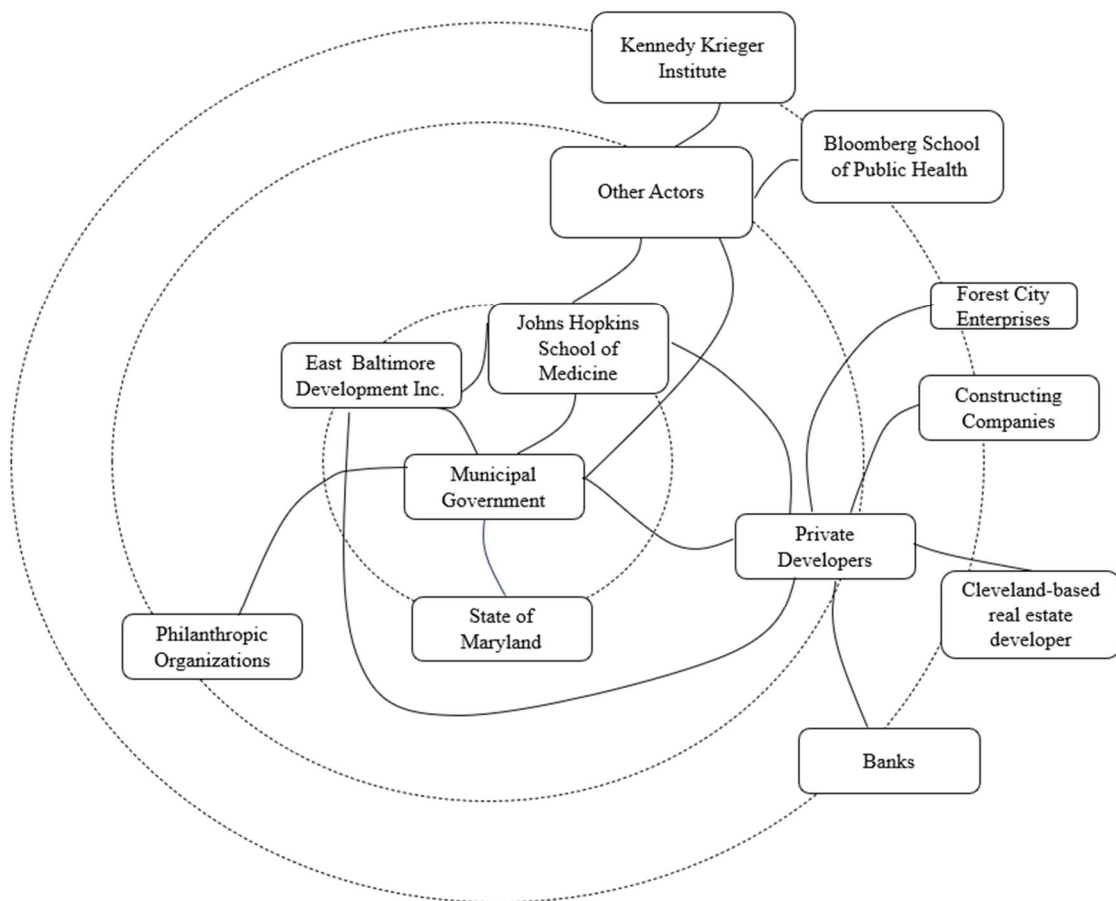 Kennedy Krieger
Institute
Bloomberg School
of Public Health
Other Actors
Forest City
Enterprises
Johns Hopkins
School of
Medicine
East Baltimore
Development Inc.
Constructing
Companies
Municipal
Government
Private
Developers
Cleveland-based
real estate
developer
State of
Maryland
Philanthropic
Organizations
Banks